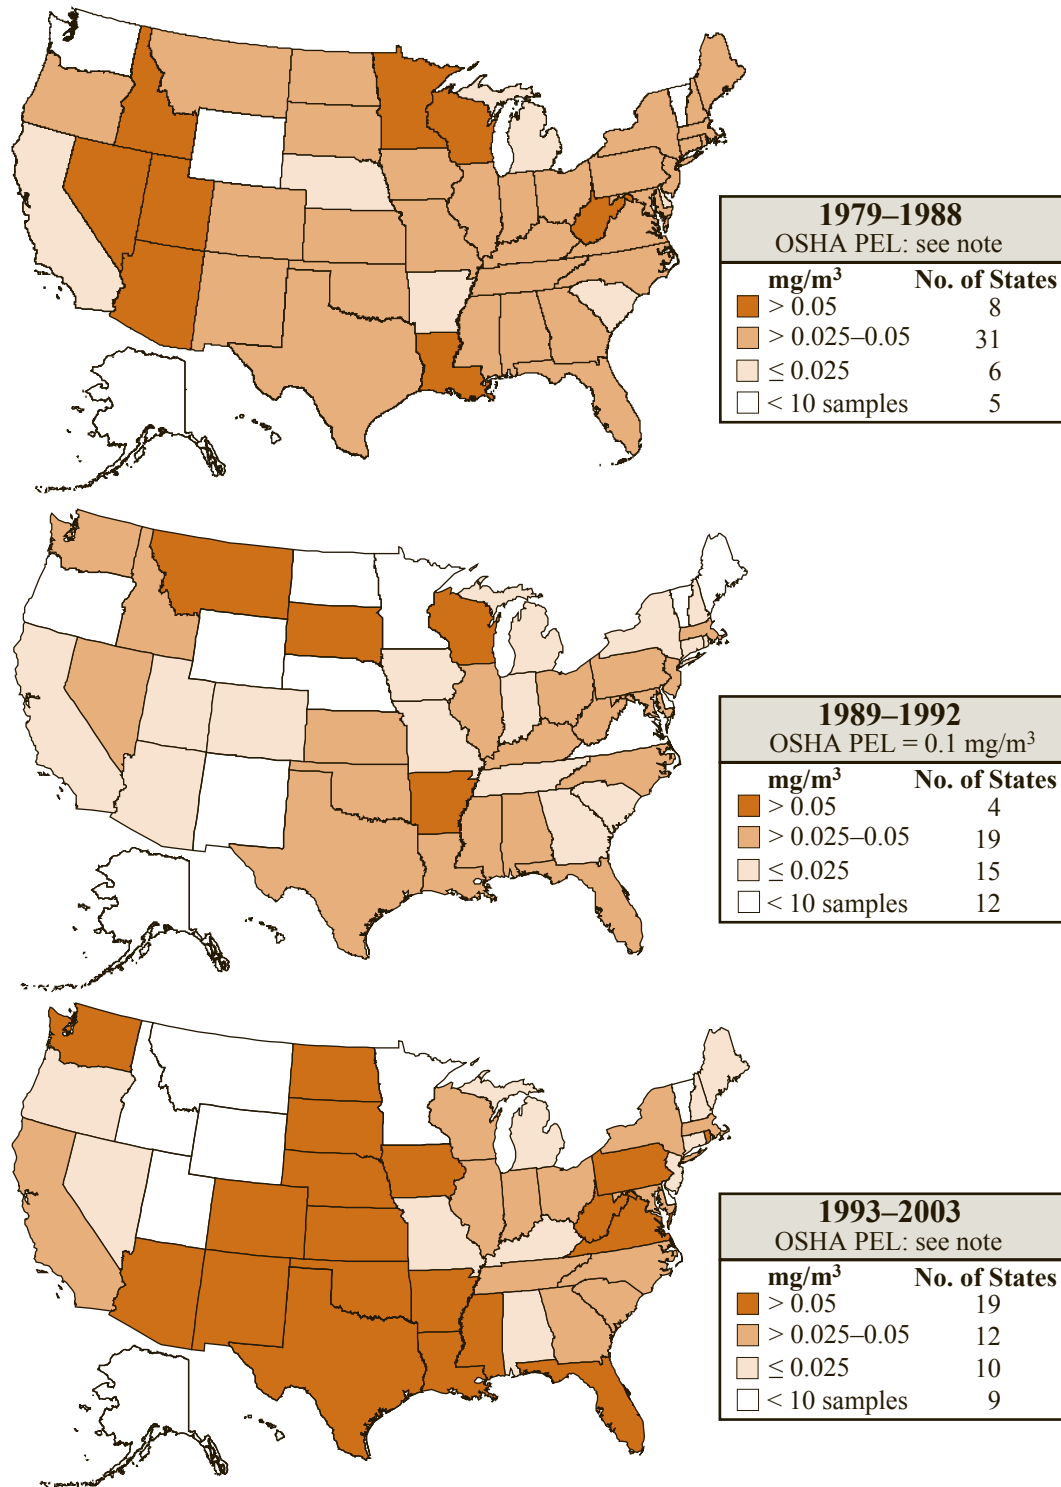 1979–1988
OSHA PEL: see note
mg/m³ No. of States
> 0.05 8
> 0.025–0.05 31
≤ 0.025 6
< 10 samples 5
1989–1992
OSHA PEL = 0.1 mg/m³
mg/m³ No. of States
> 0.05 4
> 0.025–0.05 19
≤ 0.025 15
< 10 samples 12
1993–2003
OSHA PEL: see note
mg/m³ No. of States
> 0.05 19
> 0.025–0.05 12
≤ 0.025 10
< 10 samples 9